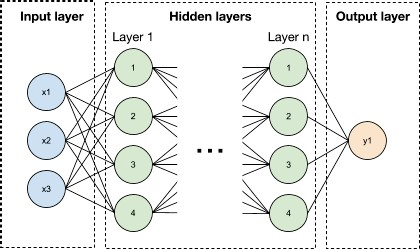 Input layer
Hidden layers
Output layer
Layer 1
Layer n
x1
x2
x3
1
2
3
4
...
1
2
3
4
y1